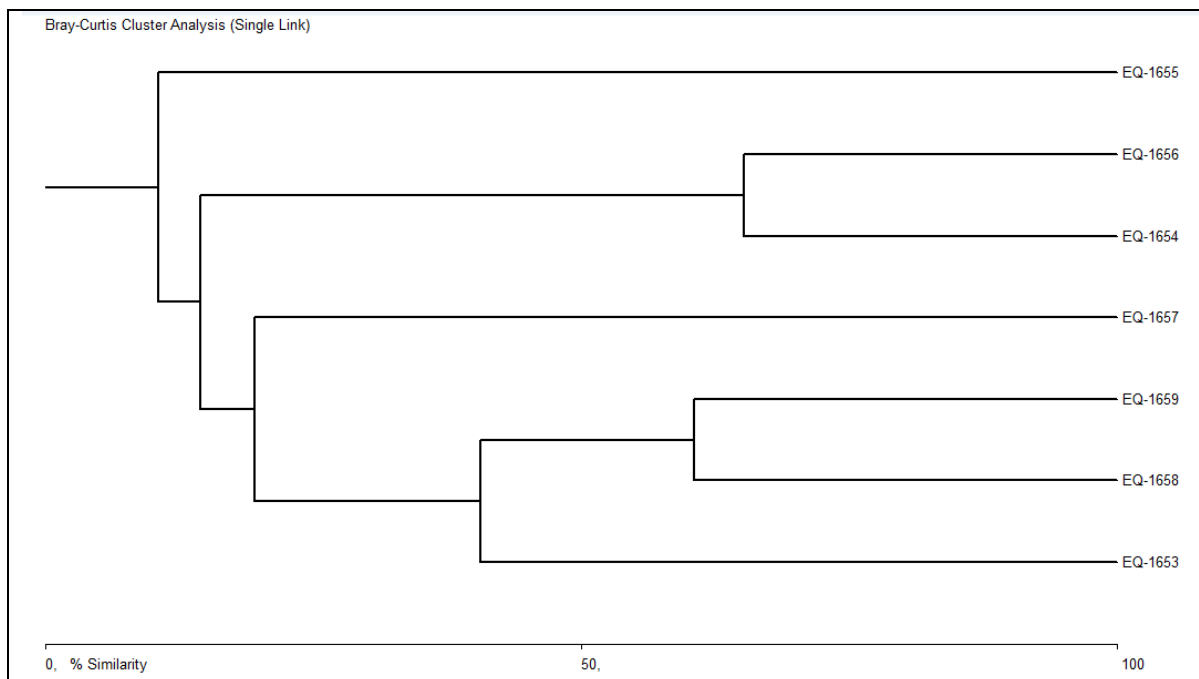 Bray-Curtis Cluster Analysis (Single Link)
EQ-1655
EQ-1656
EQ-1654
EQ-1657
EQ-1659
EQ-1658
EQ-1653
0, % Similarity 50, 100